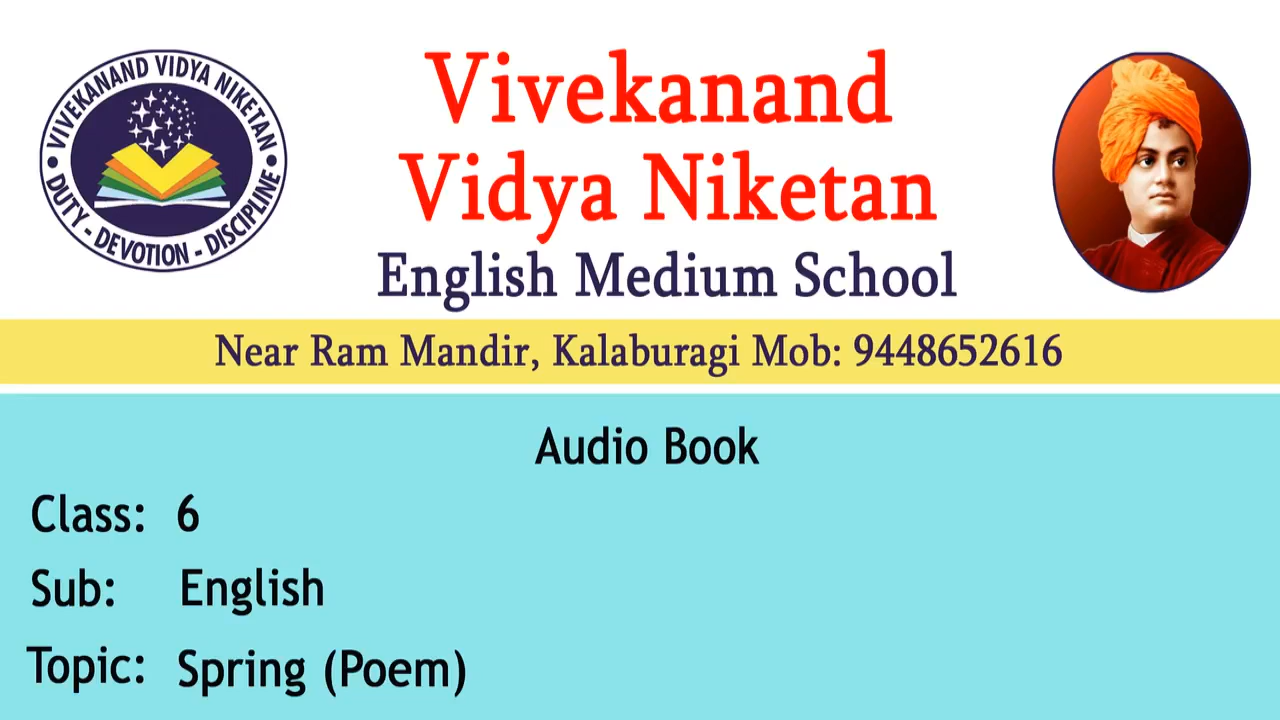 VIVEKANAND VIDYA NIKETAN
DUTY - DEVOTION - DISCIPLINE
Vivekanand
Vidya Niketan
English Medium School
Near Ram Mandir, Kalaburagi Mob: 9448652616
Audio Book
Class: 6
Sub: English
Topic: Spring (Poem)